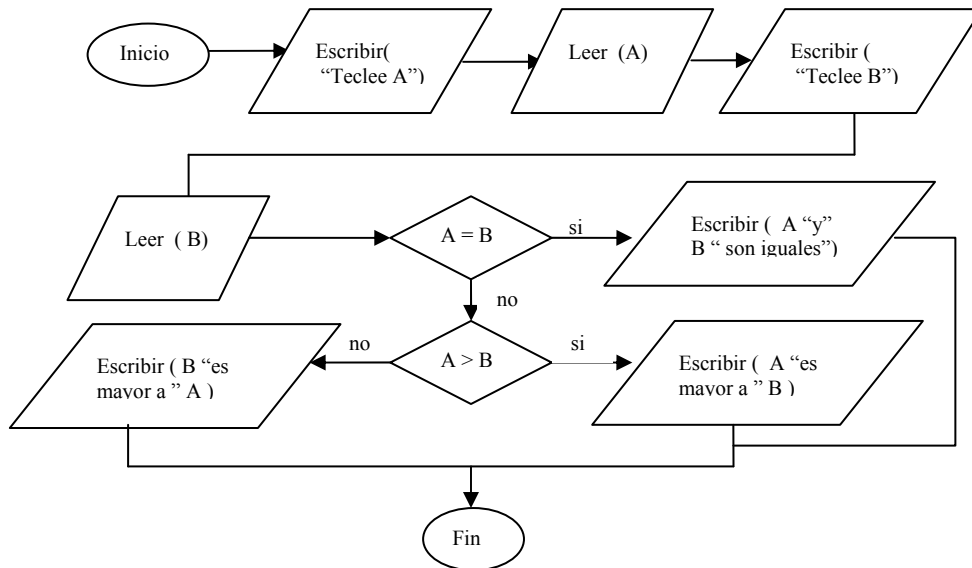 Inicio
Escribir(
“Teclee A”)
Leer (A)
Escribir (
“Teclee B”)
Leer ( B)
A = B
si
Escribir ( A “y”
B “ son iguales”)
no
A > B
no
si
Escribir ( B “es
mayor a ” A )
Escribir ( A “es
mayor a ” B )
Fin